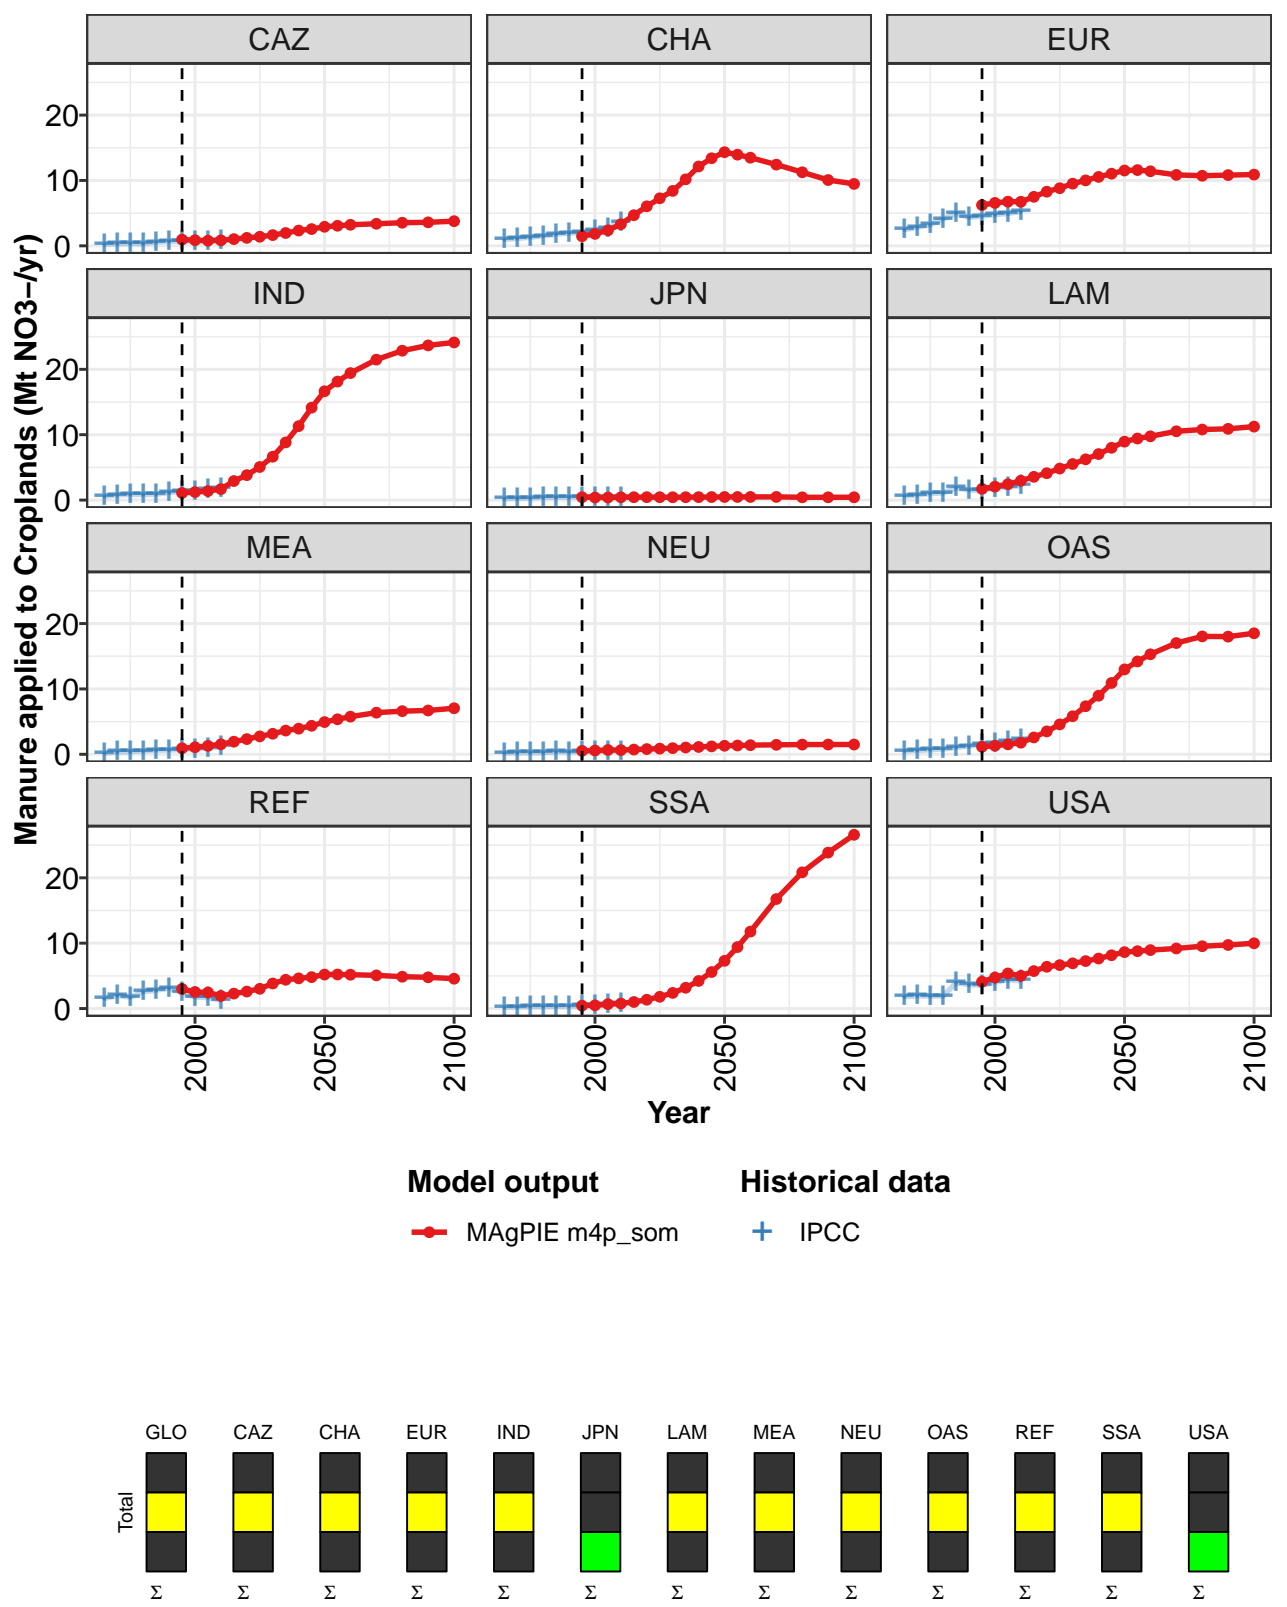 CAZ CHA EUR
20
10
0
IND JPN LAM
20
10
0
MEA NEU OAS
20
10
0
REF SSA USA
20
10
0
Manure applied to Croplands (Mt NO3−/yr)
2000 2050 2100 2000 2050 2100 2000 2050 2100
Year
Model output Historical data
MAgPIE m4p_som IPCC
GLO CAZ CHA EUR IND JPN LAM MEA NEU OAS REF SSA USA
Total
Σ Σ Σ Σ Σ Σ Σ Σ Σ Σ Σ Σ Σ